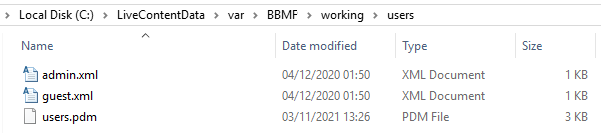 > Local Disk (C:) > LiveContentData > var > BBMF > working > users
Name Date modified Type Size
admin.xml 04/12/2020 01:50 XML Document 1 KB
guest.xml 04/12/2020 01:50 XML Document 1 KB
users.pdm 03/11/2021 13:26 PDM File 3 KB